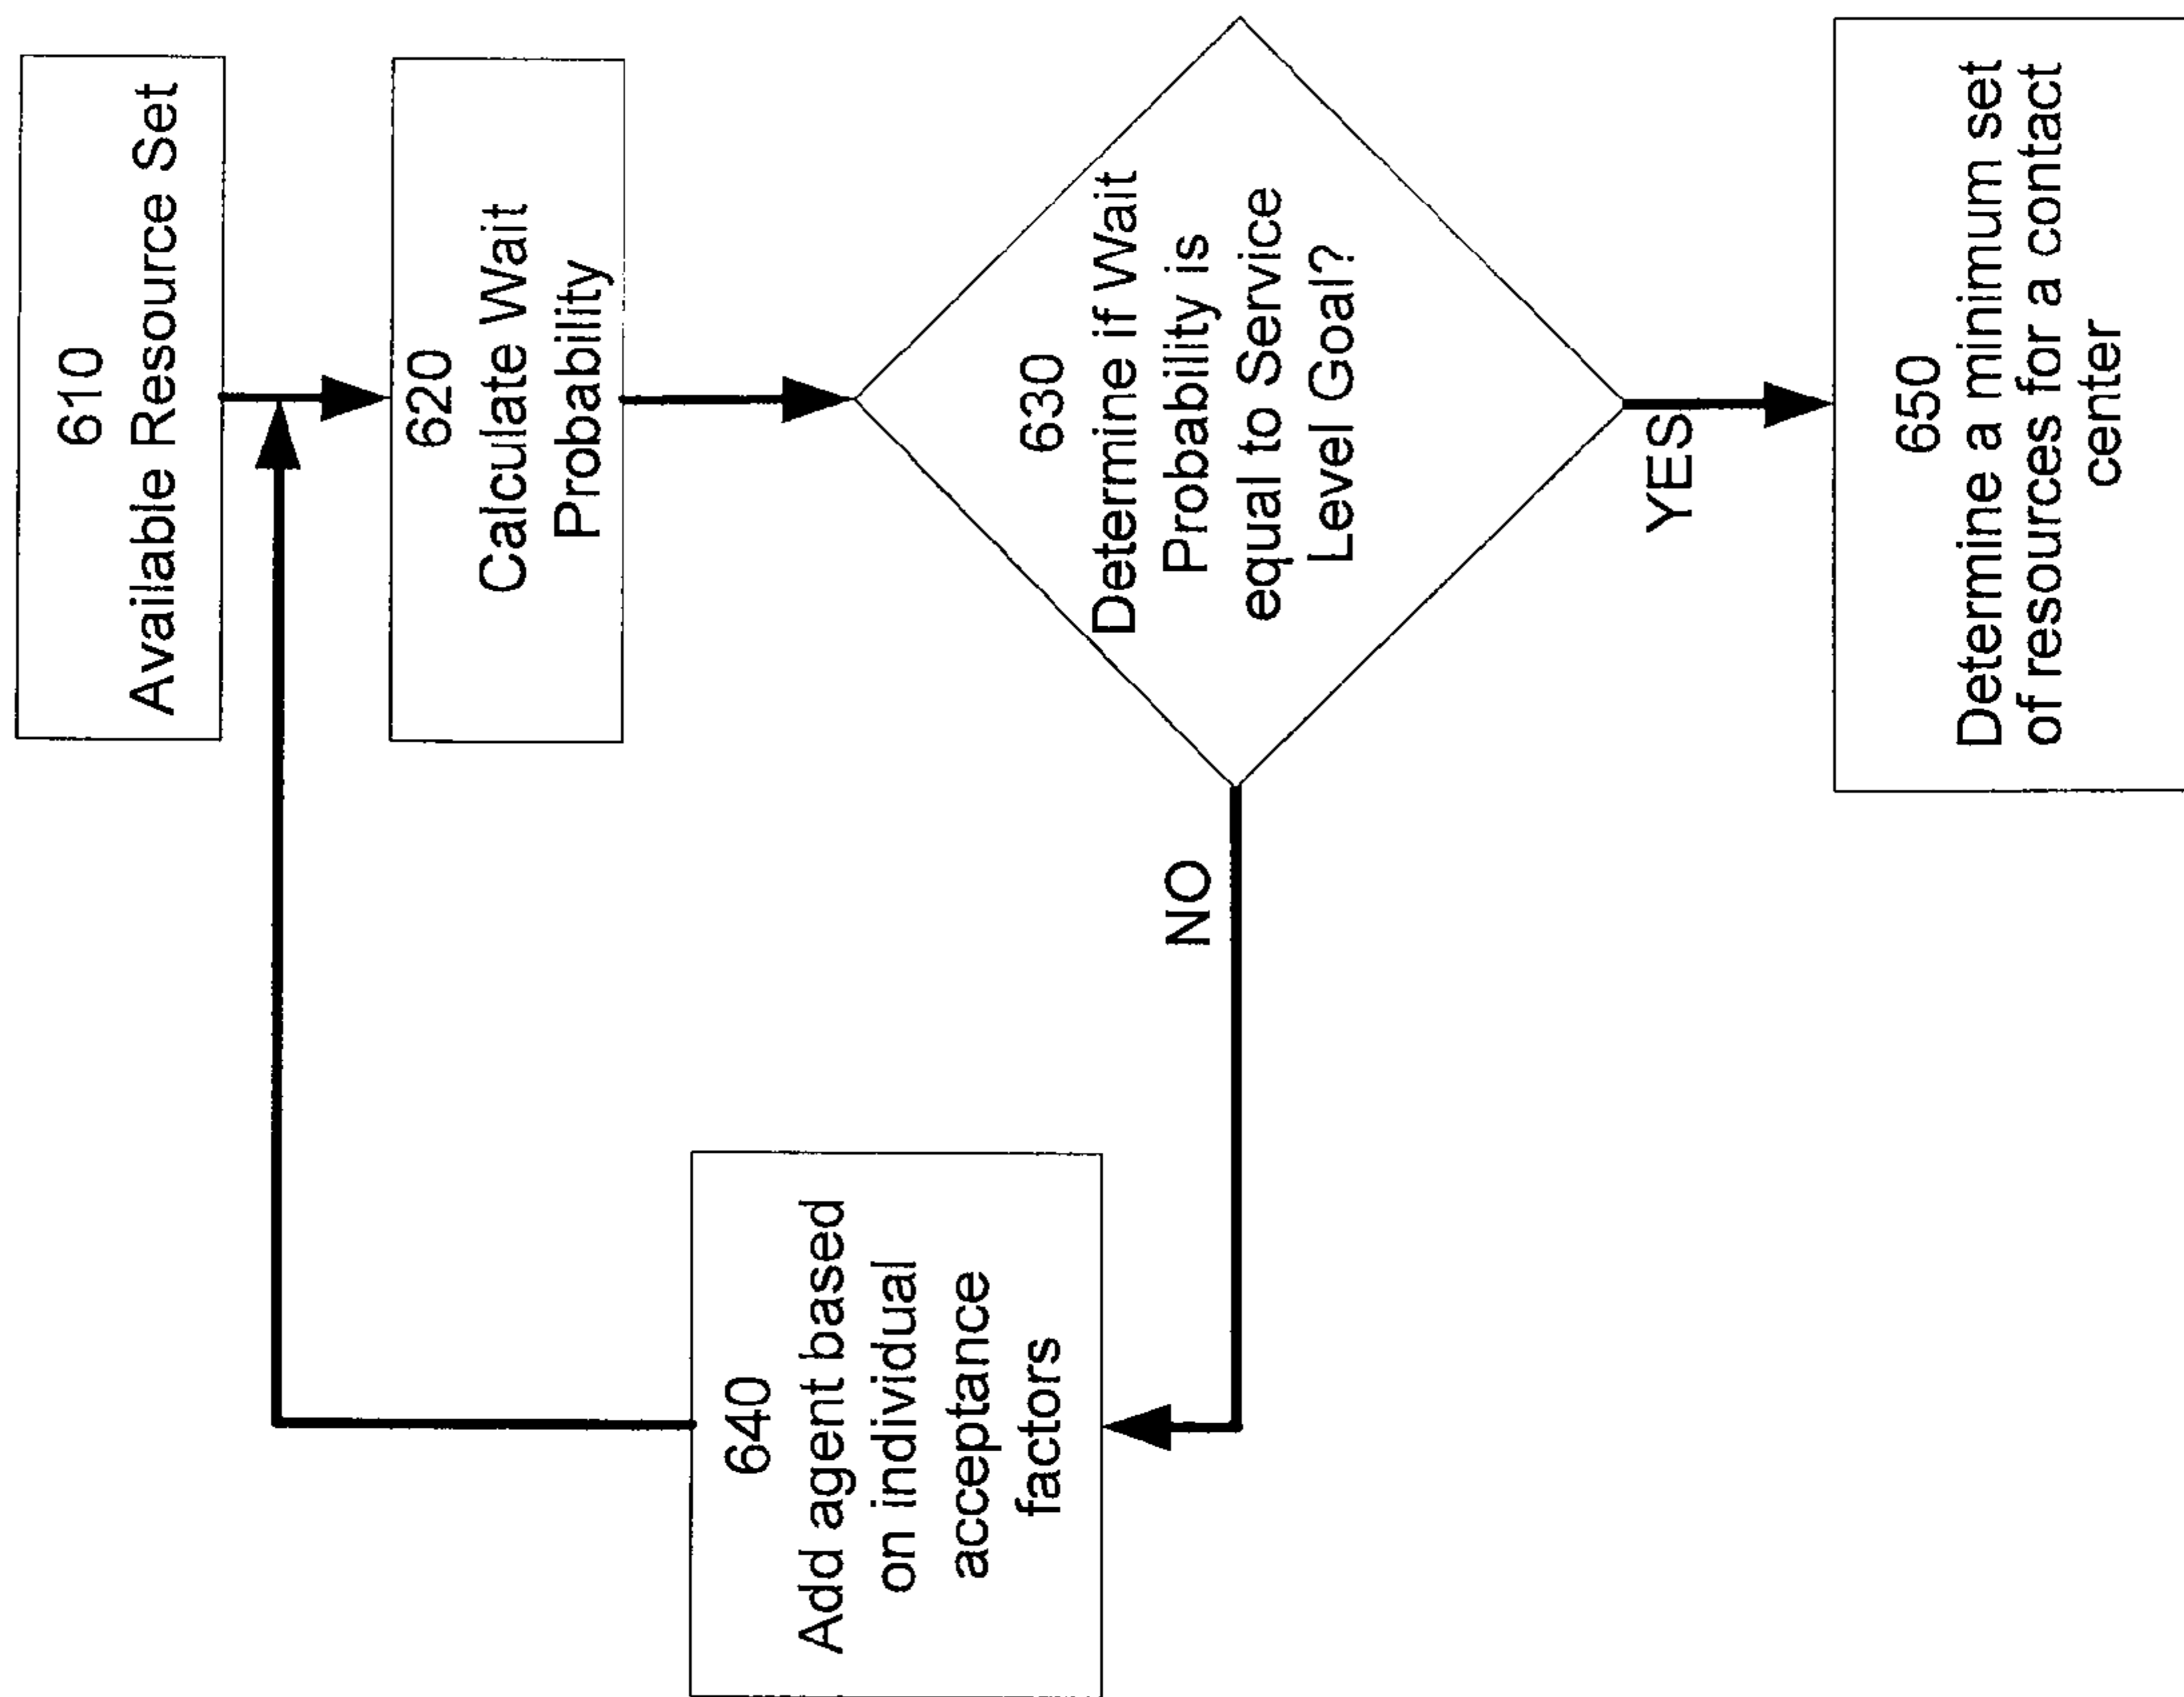 610
Available Resource Set
620
Calculate Wait
Probability
630
Determine if Wait
Probability is
equal to Service
Level Goal?
NO
YES
640
Add agent based
on individual
acceptance
factors
650
Determine a minimum set
of resources for a contact
center